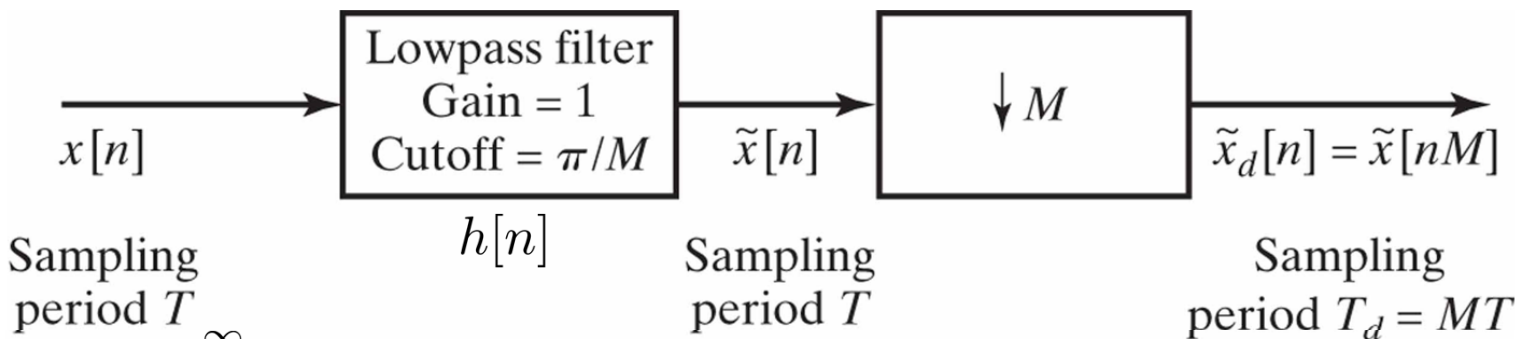 Lowpass filter
Gain = 1
Cutoff = π/M
↓ M
x[n]
x̃[n]
x̃_d[n] = x̃[nM]
h[n]
Sampling
period T
Sampling
period T
Sampling
period T_d = MT
∞